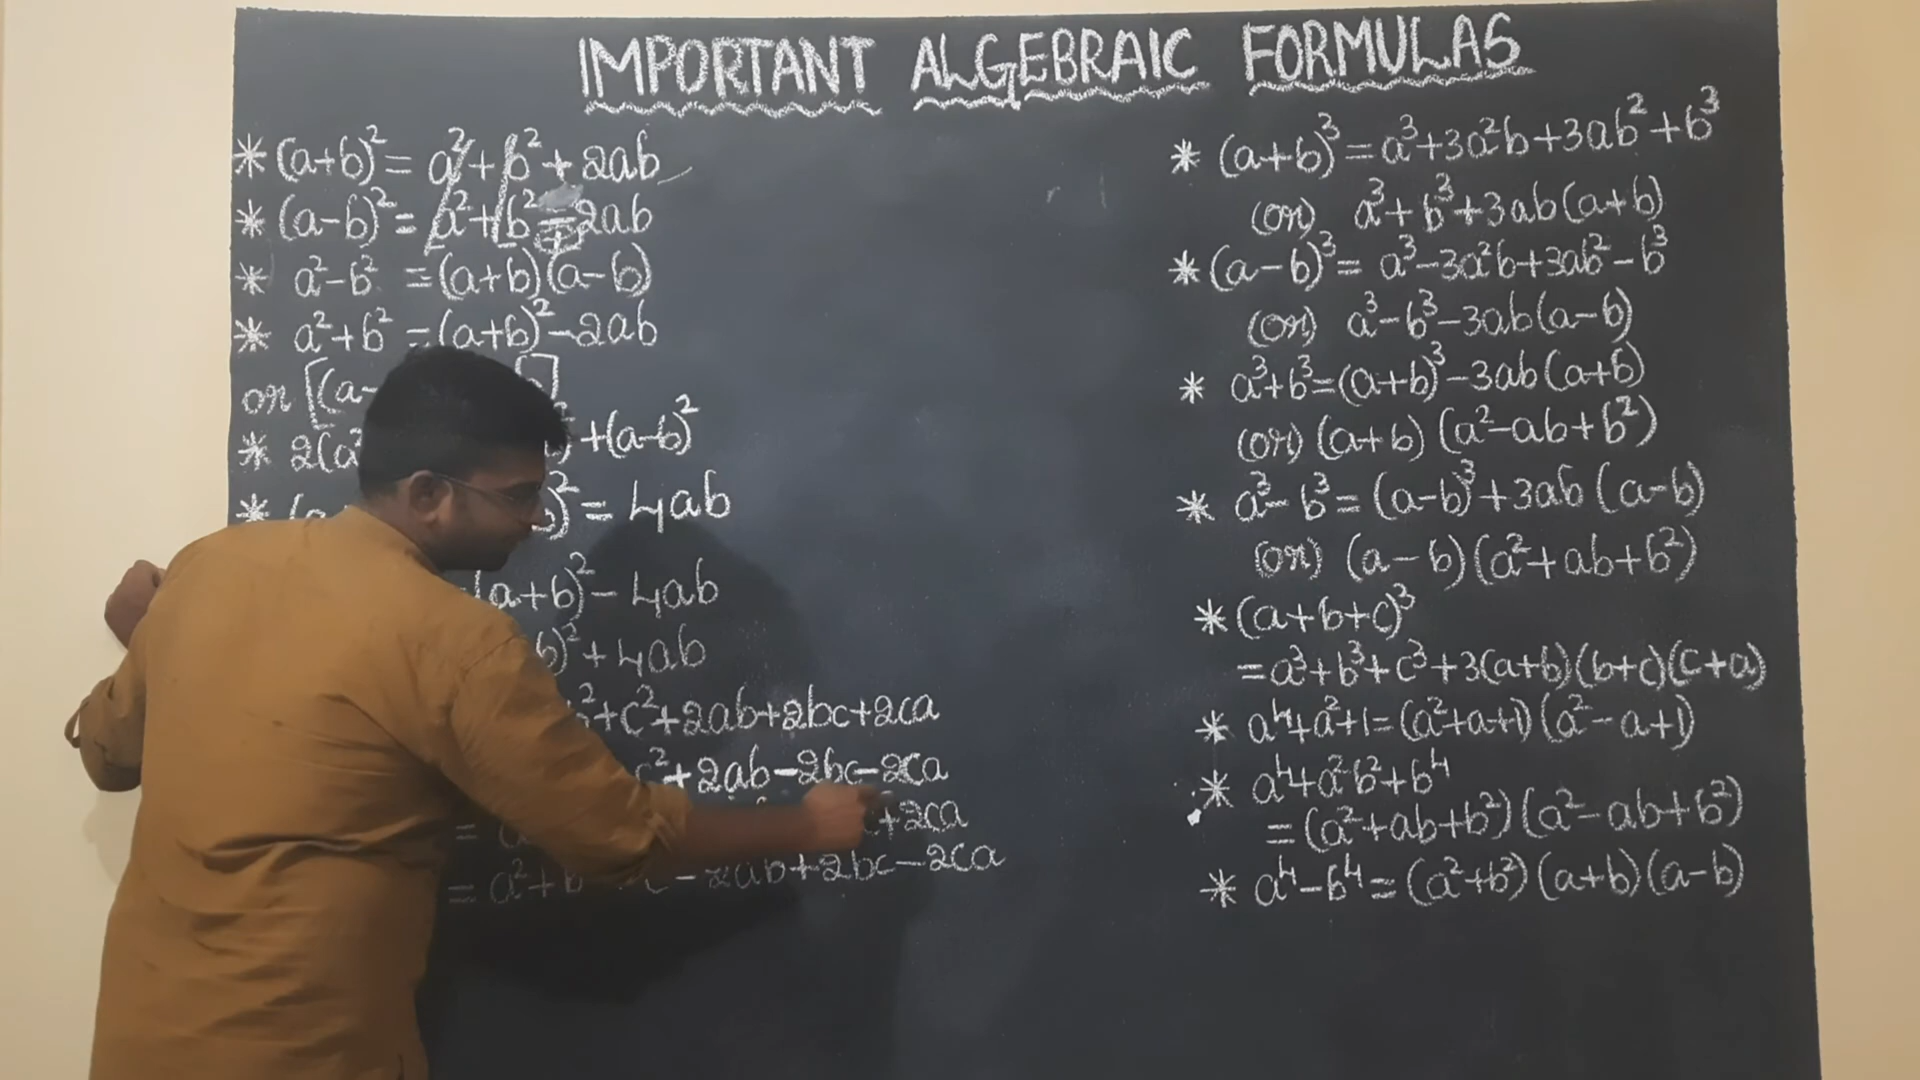 IMPORTANT ALGEBRAIC FORMULAS
* (a+b)² = a²+b²+2ab
* (a-b)² = a²+b²-2ab
* a²-b² = (a+b)(a-b)
* a²+b² = (a+b)²-2ab
or [(a-
* 2(a² +(a-b)²
* )² = 4ab
(a+b)²-4ab
b)²+4ab
²+c²+2ab+2bc+2ca
c²+2ab-2bc-2ca
= +2ca
= a²+b -2ab+2bc-2ca
* (a+b)³ = a³+3a²b+3ab²+b³
(or) a³+b³+3ab(a+b)
* (a-b)³ = a³-3a²b+3ab²-b³
(or) a³-b³-3ab(a-b)
* a³+b³=(a+b)³-3ab(a+b)
(or) (a+b) (a²-ab+b²)
* a³-b³ = (a-b)³+3ab (a-b)
(or) (a-b)(a²+ab+b²)
* (a+b+c)³
= a³+b³+c³+3(a+b)(b+c)(c+a)
* a⁴+a²+1=(a²+a+1)(a²-a+1)
* a⁴+a²b²+b⁴
= (a²+ab+b²)(a²-ab+b²)
* a⁴-b⁴ = (a²+b²)(a+b)(a-b)